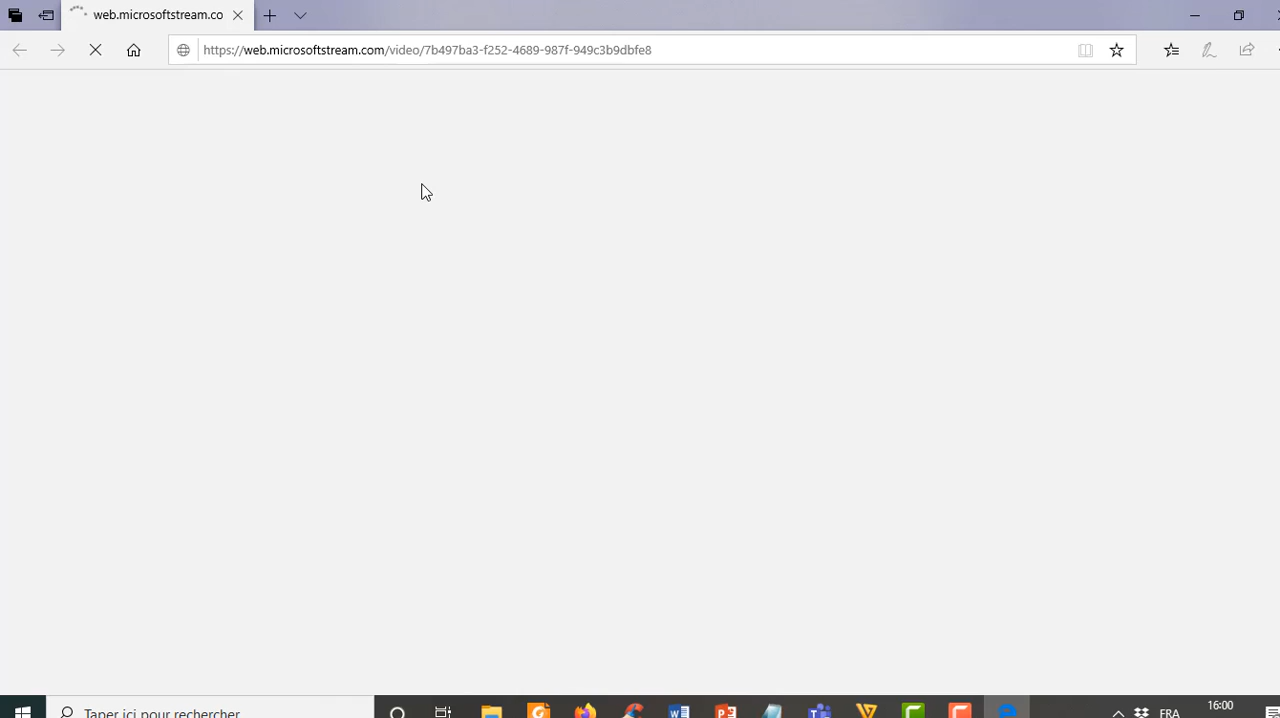 web.microsoftstream.co
https://web.microsoftstream.com/video/7b497ba3-f252-4689-987f-949c3b9dbfe8
Taper ici pour rechercher
FRA
16:00